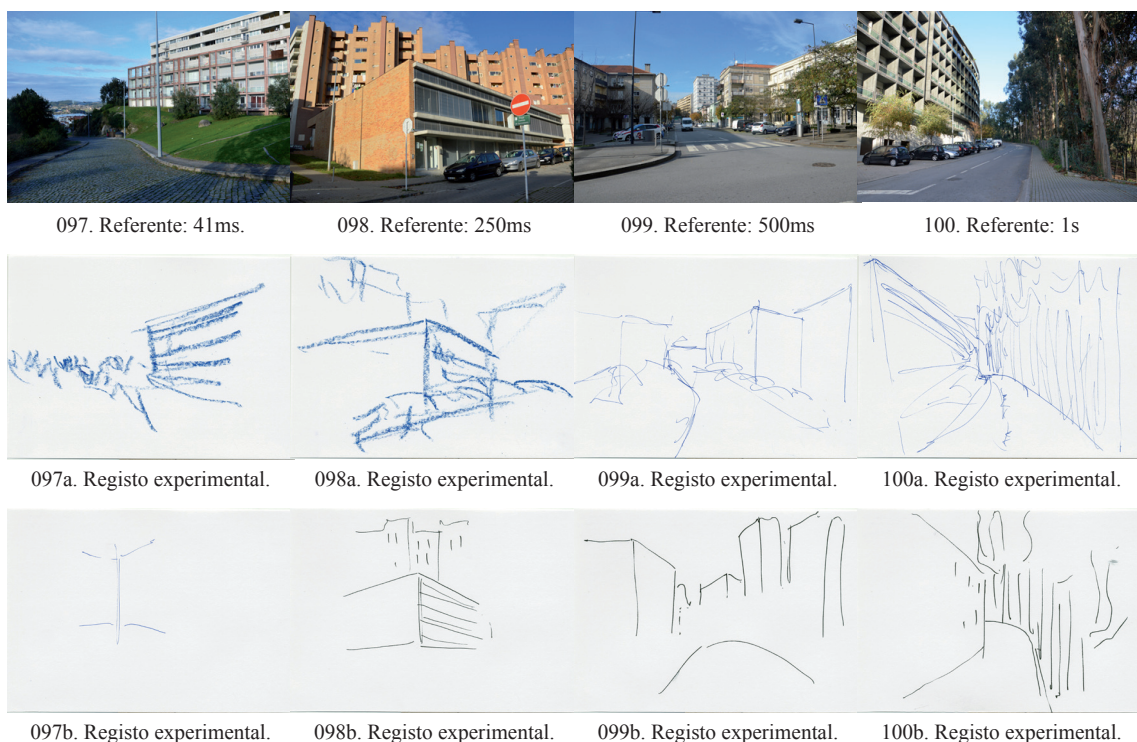 097. Referente: 41ms.
098. Referente: 250ms
099. Referente: 500ms
100. Referente: 1s
097a. Registo experimental.
098a. Registo experimental.
099a. Registo experimental.
100a. Registo experimental.
097b. Registo experimental.
098b. Registo experimental.
099b. Registo experimental.
100b. Registo experimental.